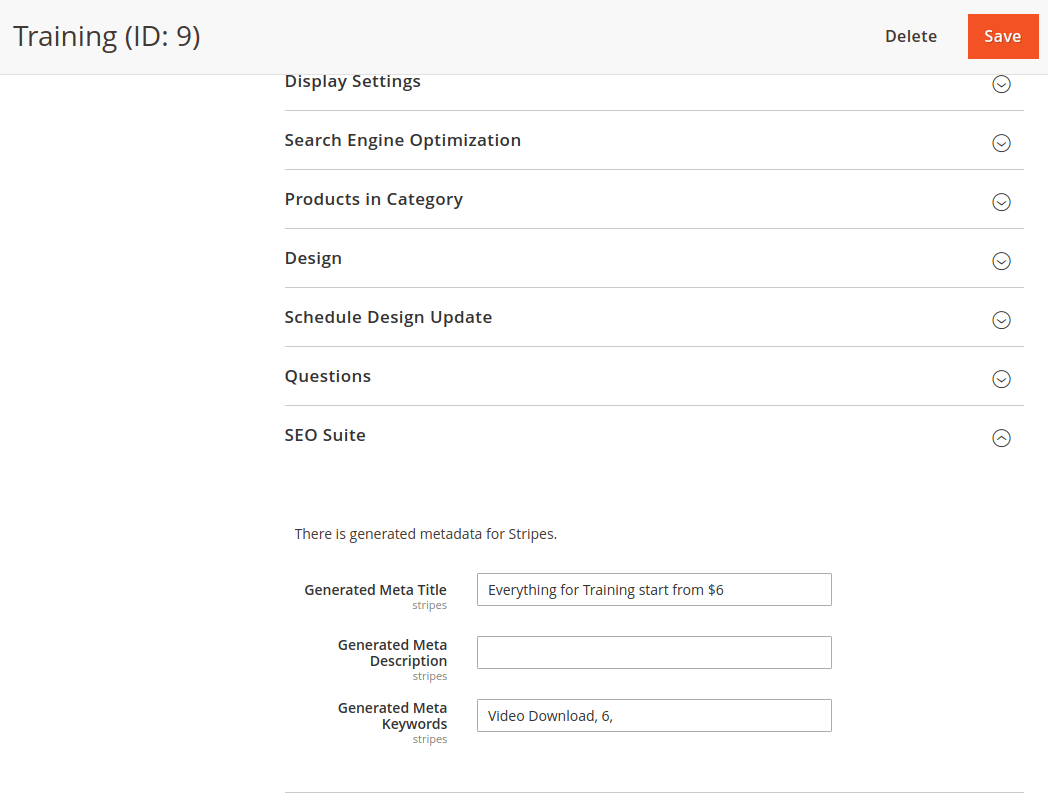 Training (ID: 9)
Delete
Save
Display Settings
Search Engine Optimization
Products in Category
Design
Schedule Design Update
Questions
SEO Suite
There is generated metadata for Stripes.
Generated Meta Title
stripes
Everything for Training start from $6
Generated Meta
Description
stripes
Generated Meta
Keywords
stripes
Video Download, 6,